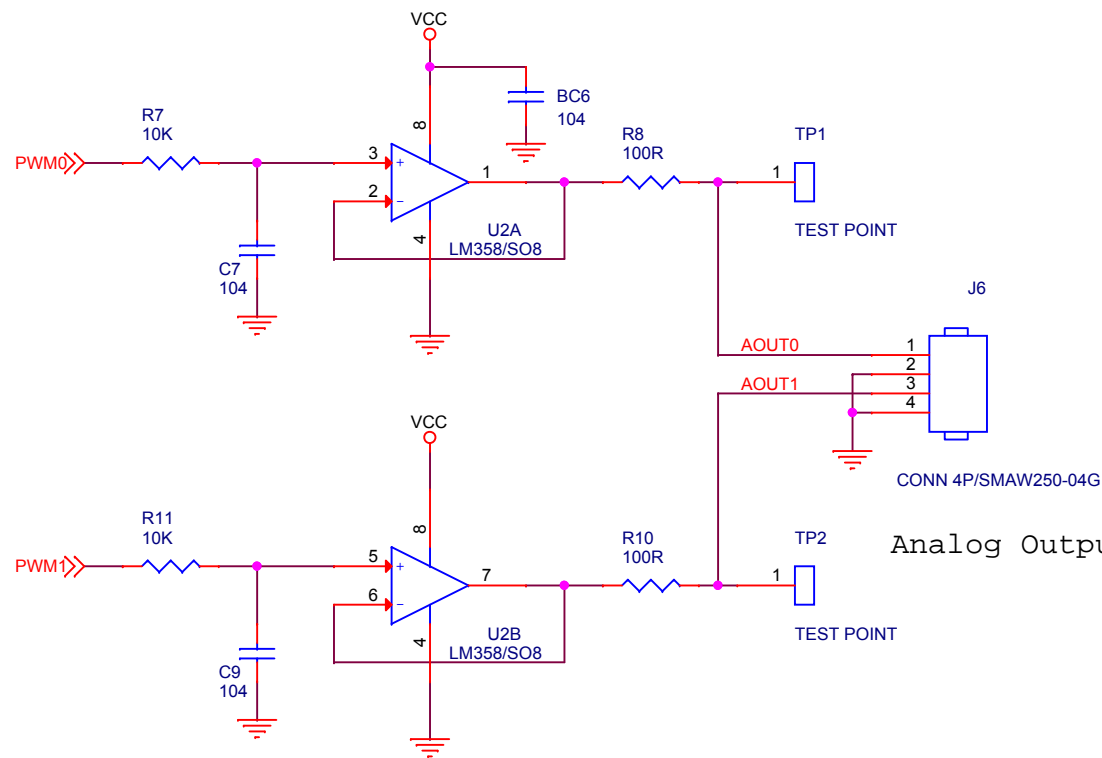 VCC
BC6
104
R7
10K
8
R8
100R
TP1
PWM0
3
+
1
1
2
-
U2A
LM358/SO8
TEST POINT
4
C7
104
J6
AOUT0
1
2
AOUT1
3
4
VCC
CONN 4P/SMAW250-04G
R11
10K
8
R10
100R
TP2
Analog Outpu
PWM1
5
+
7
1
6
-
U2B
LM358/SO8
TEST POINT
4
C9
104